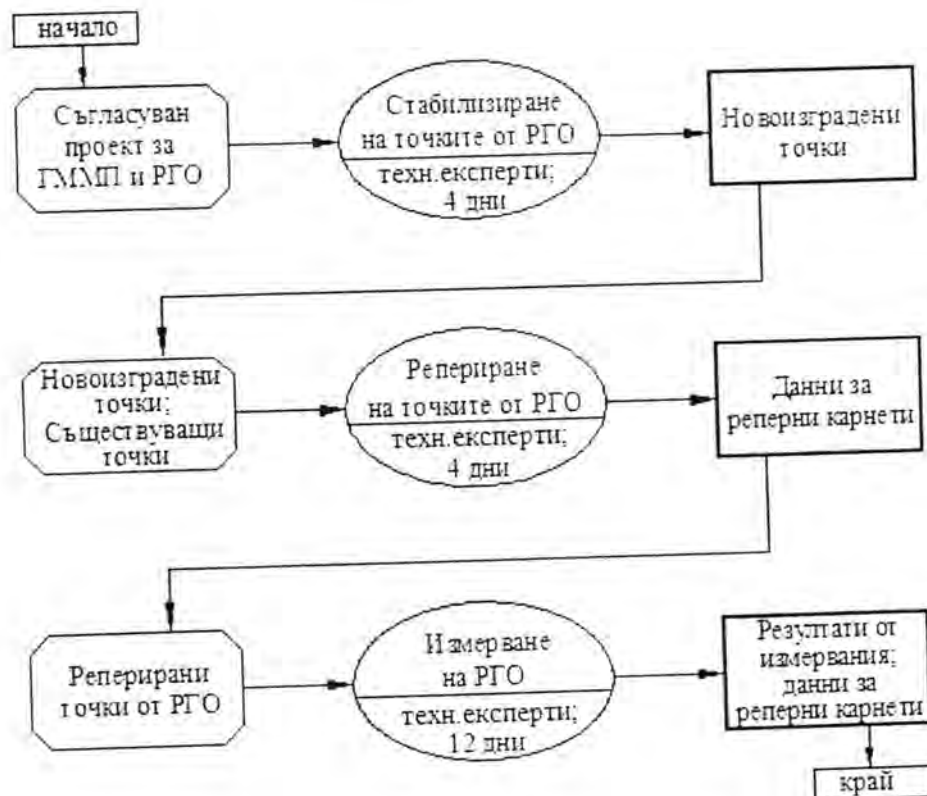 начало
Съгласуван
проект за
ГММП и РГО
Стабилизиране
на точките от РГО
техн.експерти;
4 дни
Новоизградени
точки
Новоизградени
точки;
Съществуващи
точки
Репериране
на точките от РГО
техн.експерти;
4 дни
Данни за
реперни карнети
Реперирани
точки от РГО
Измерване
на РГО
техн.експерти;
12 дни
Резултати от
измервания;
данни за
реперни карнети
край